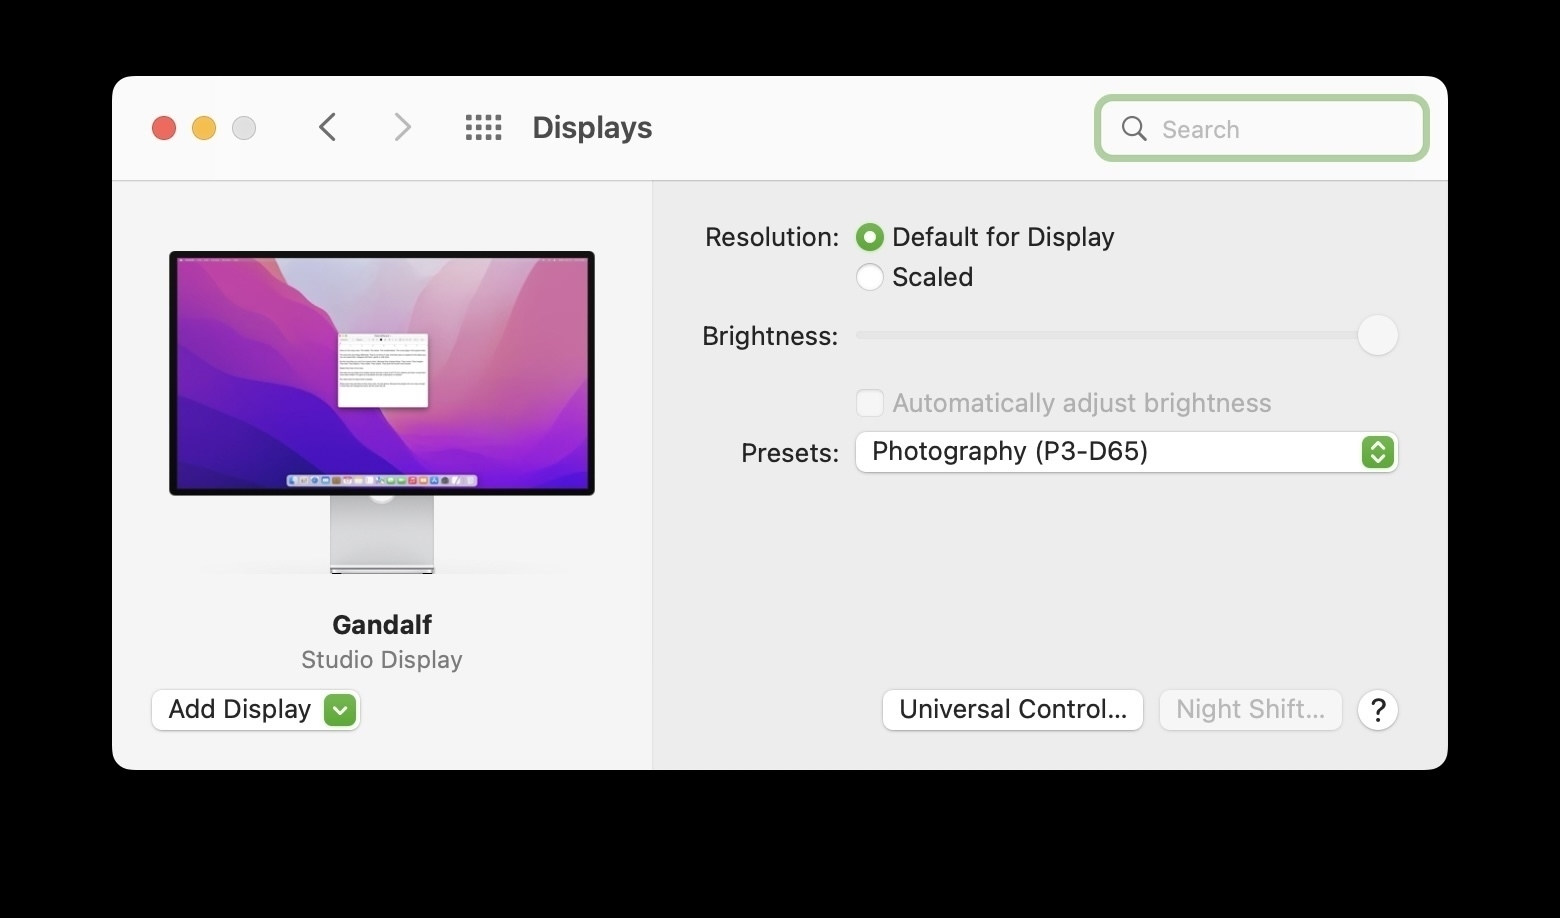 Displays
Search
Resolution:
Default for Display
Scaled
Brightness:
Automatically adjust brightness
Presets:
Photography (P3-D65)
Gandalf
Studio Display
Add Display
Universal Control...
Night Shift...
?